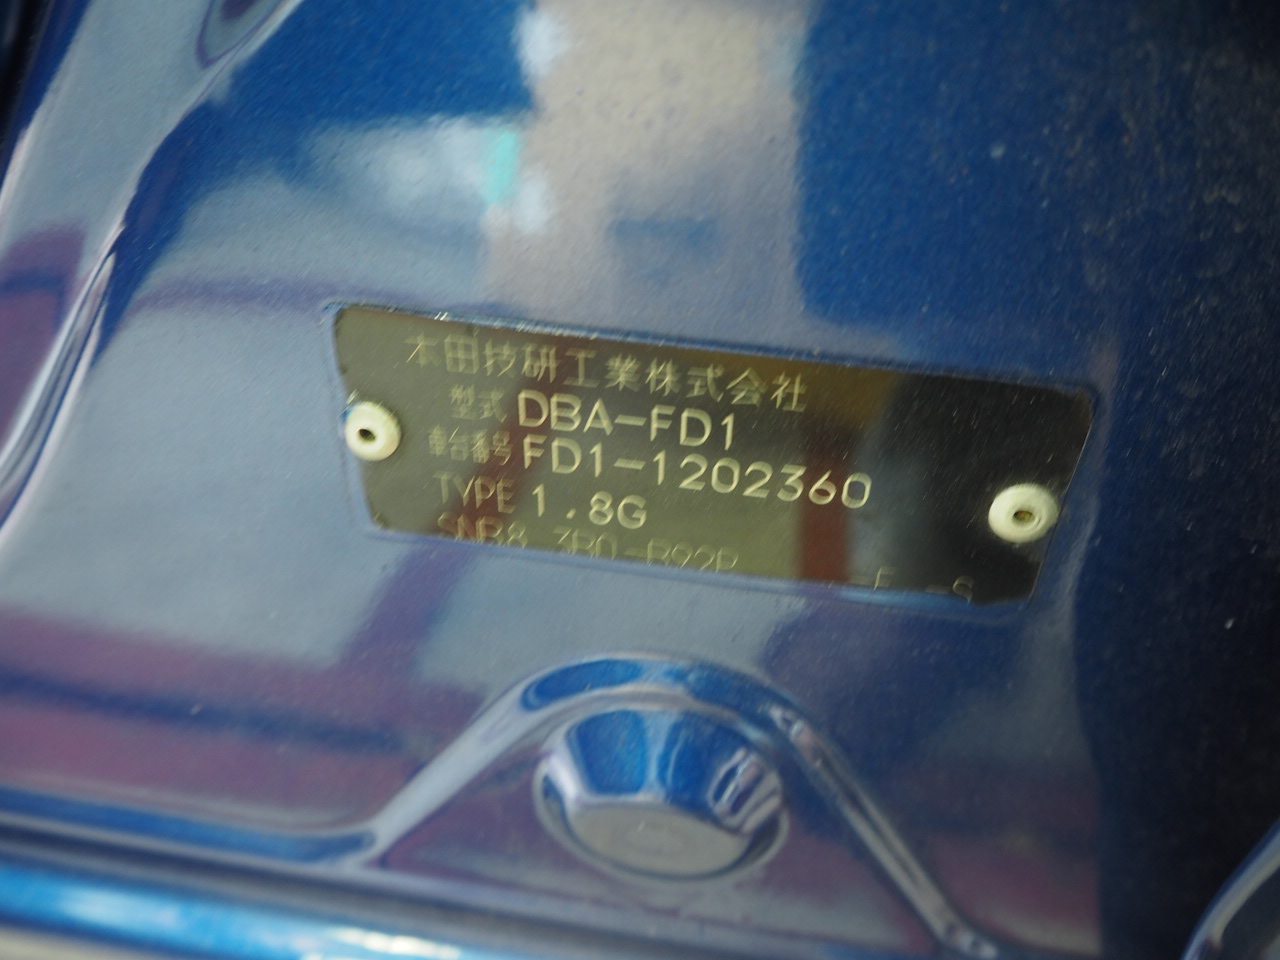 本田技研工業株式会社
型式 DBA-FD1
車台番号 FD1-1202360
TYPE 1.8G